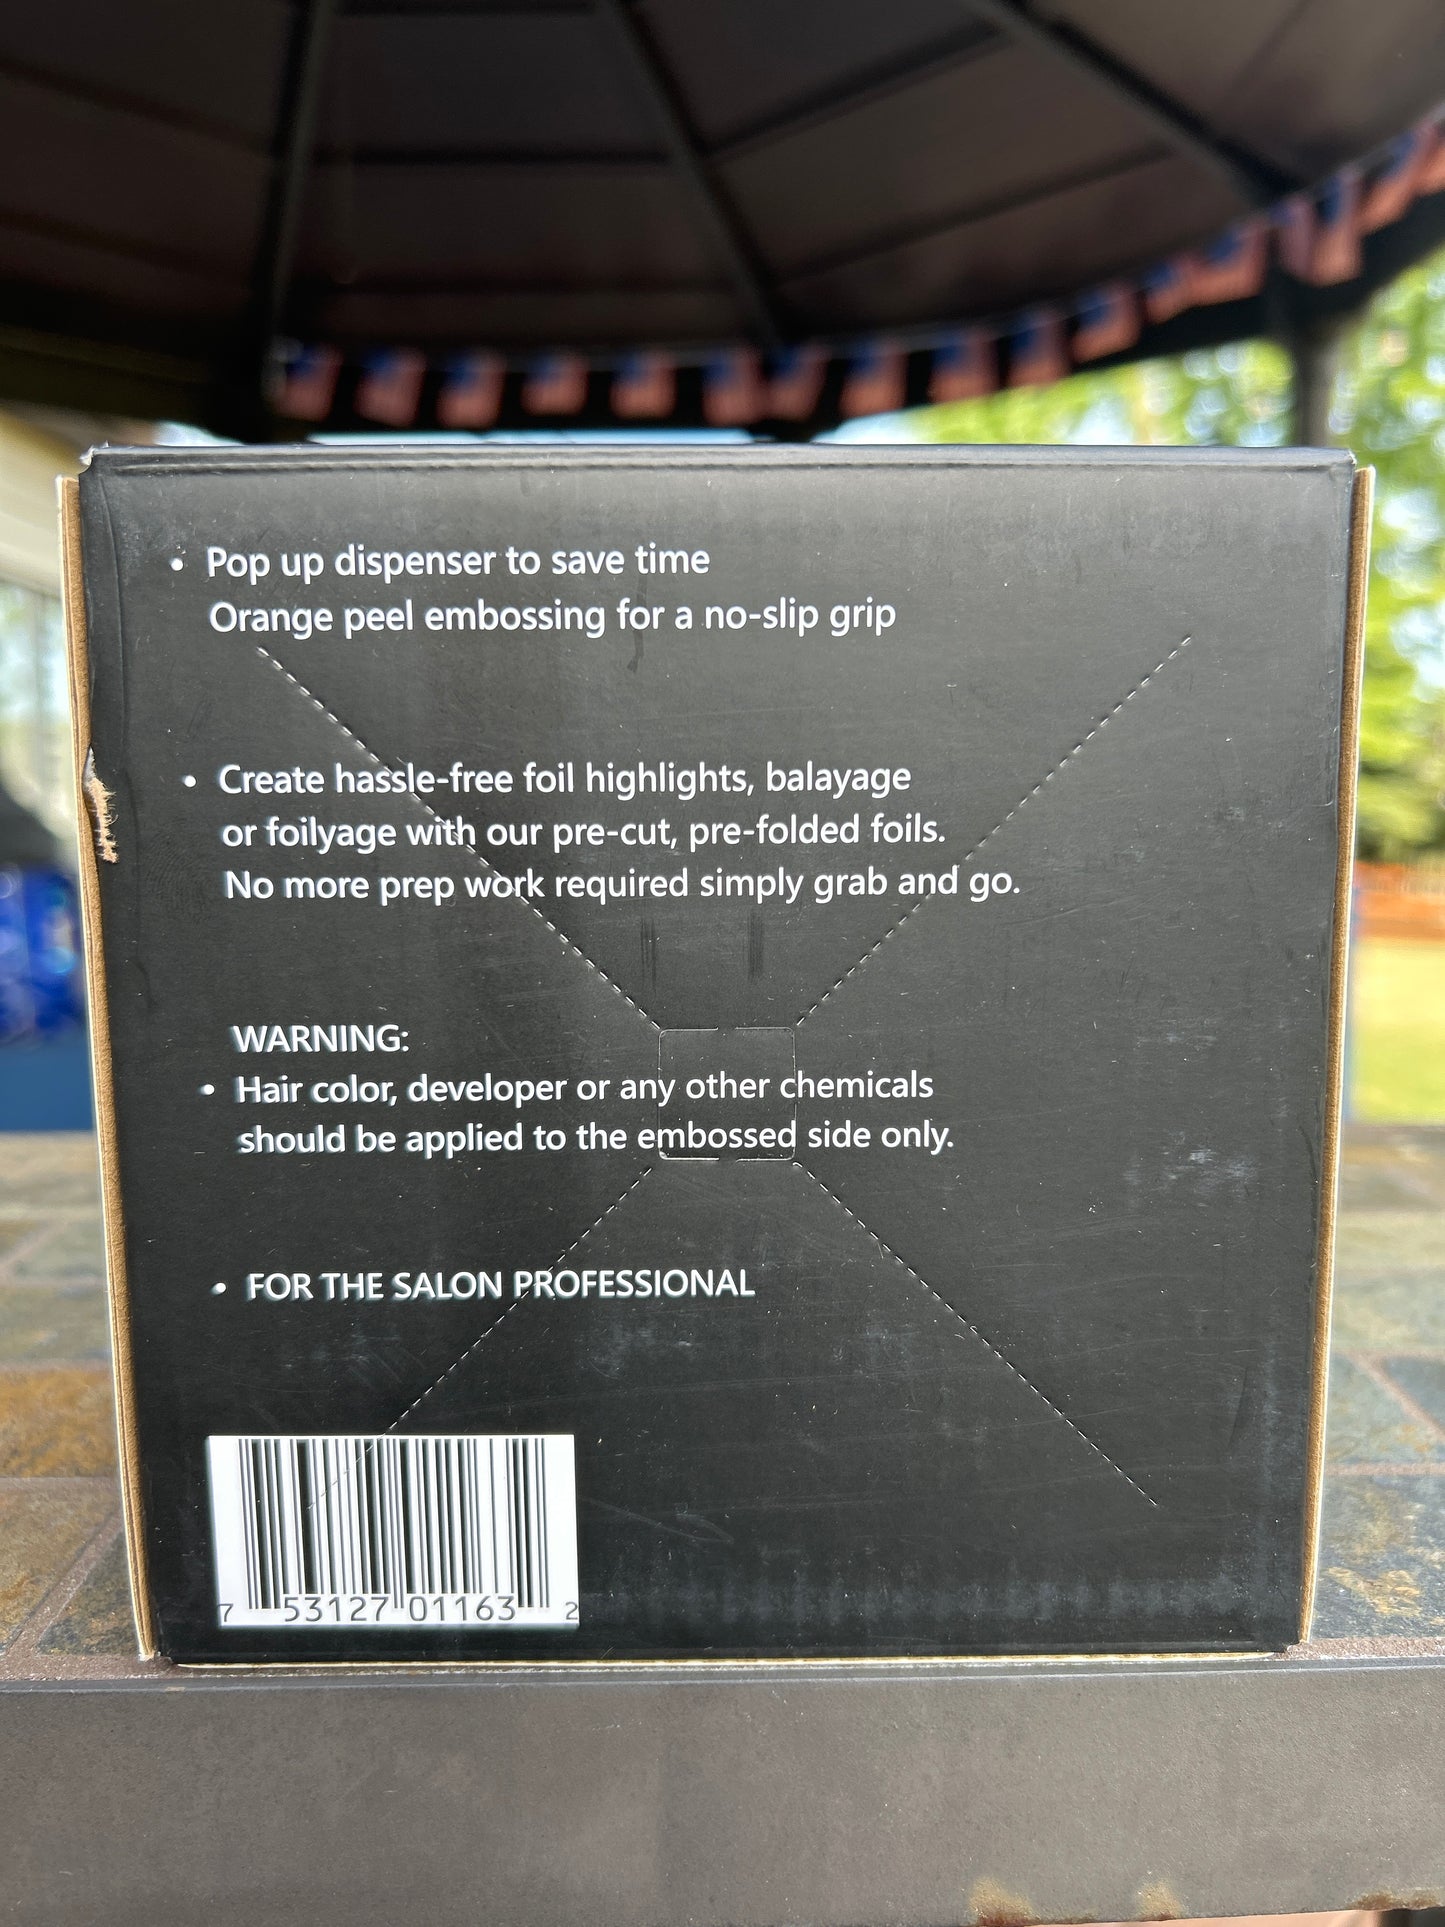 • Pop up dispenser to save time
Orange peel embossing for a no-slip grip
• Create hassle-free foil highlights, balayage
or foilyage with our pre-cut, pre-folded foils.
No more prep work required simply grab and go.
WARNING:
• Hair color, developer or any other chemicals
should be applied to the embossed side only.
• FOR THE SALON PROFESSIONAL
7 53127 01163 2